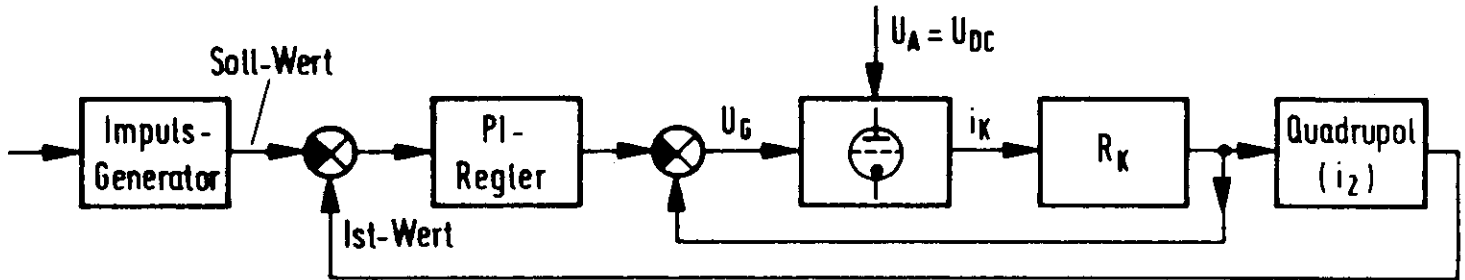 U_A = U_DC
Soll-Wert
Impuls-
Generator
PI-
Regler
U_G
i_K
R_K
Quadrupol
(i_2)
Ist-Wert